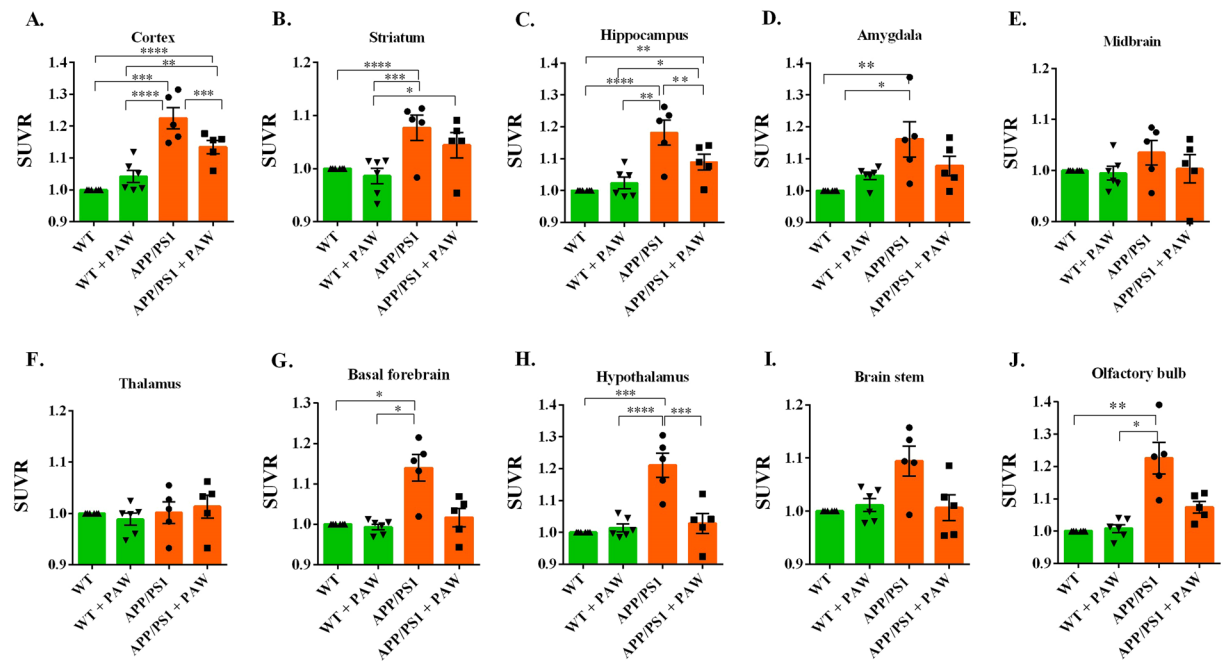 A.
Cortex
****
**
***
****
***
SUVR
1.4
1.3
1.2
1.1
1.0
0.9
WT
WT + PAW
APP/PS1
APP/PS1 + PAW
B.
Striatum
****
***
*
SUVR
1.2
1.1
1.0
0.9
WT
WT + PAW
APP/PS1
APP/PS1 + PAW
C.
Hippocampus
**
*
****
**
**
SUVR
1.4
1.3
1.2
1.1
1.0
0.9
WT
WT + PAW
APP/PS1
APP/PS1 + PAW
D.
Amygdala
**
*
SUVR
1.4
1.3
1.2
1.1
1.0
0.9
WT
WT + PAW
APP/PS1
APP/PS1 + PAW
E.
Midbrain
SUVR
1.2
1.1
1.0
0.9
WT
WT + PAW
APP/PS1
APP/PS1 + PAW
F.
Thalamus
SUVR
1.2
1.1
1.0
0.9
WT
WT + PAW
APP/PS1
APP/PS1 + PAW
G.
Basal forebrain
*
*
SUVR
1.3
1.2
1.1
1.0
0.9
WT
WT + PAW
APP/PS1
APP/PS1 + PAW
H.
Hypothalamus
***
****
***
SUVR
1.4
1.3
1.2
1.1
1.0
0.9
WT
WT + PAW
APP/PS1
APP/PS1 + PAW
I.
Brain stem
SUVR
1.2
1.1
1.0
0.9
WT
WT + PAW
APP/PS1
APP/PS1 + PAW
J.
Olfactory bulb
**
*
SUVR
1.4
1.3
1.2
1.1
1.0
0.9
WT
WT + PAW
APP/PS1
APP/PS1 + PAW